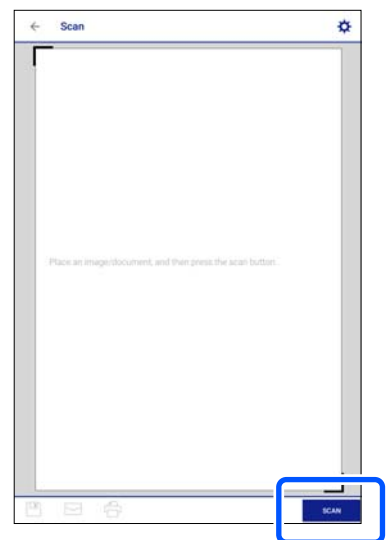 Scan
Place an image/document, and then press the scan button.
SCAN